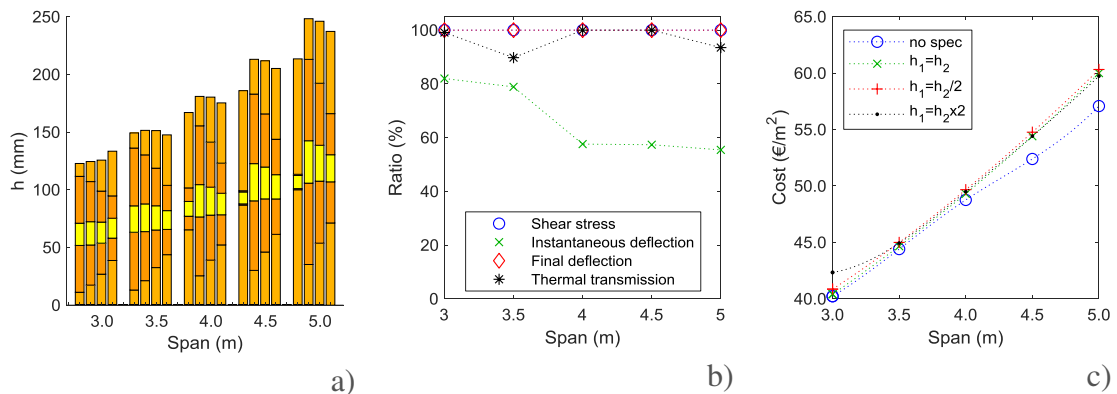 250
200
150
100
50
0
h (mm)
3.0 3.5 4.0 4.5 5.0
Span (m)
a)
100
80
60
40
20
0
Ratio (%)
Shear stress
Instantaneous deflection
Final deflection
Thermal transmission
3 3.5 4 4.5 5
Span (m)
b)
65.0
60.0
55.0
50.0
45.0
40.0
Cost (€/m²)
no spec
h₁=h₂
h₁=h₂/2
h₁=h₂x2
3.0 3.5 4.0 4.5 5.0
Span (m)
c)